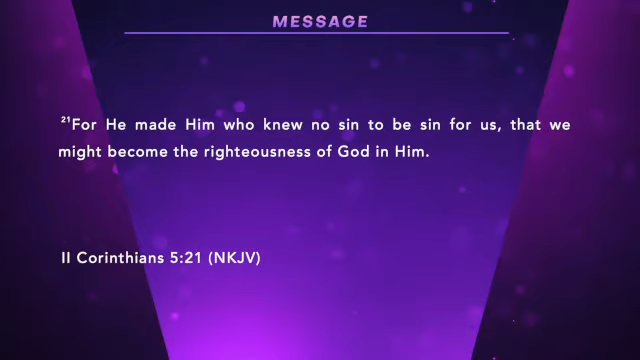 MESSAGE
²¹For He made Him who knew no sin to be sin for us, that we
might become the righteousness of God in Him.
II Corinthians 5:21 (NKJV)